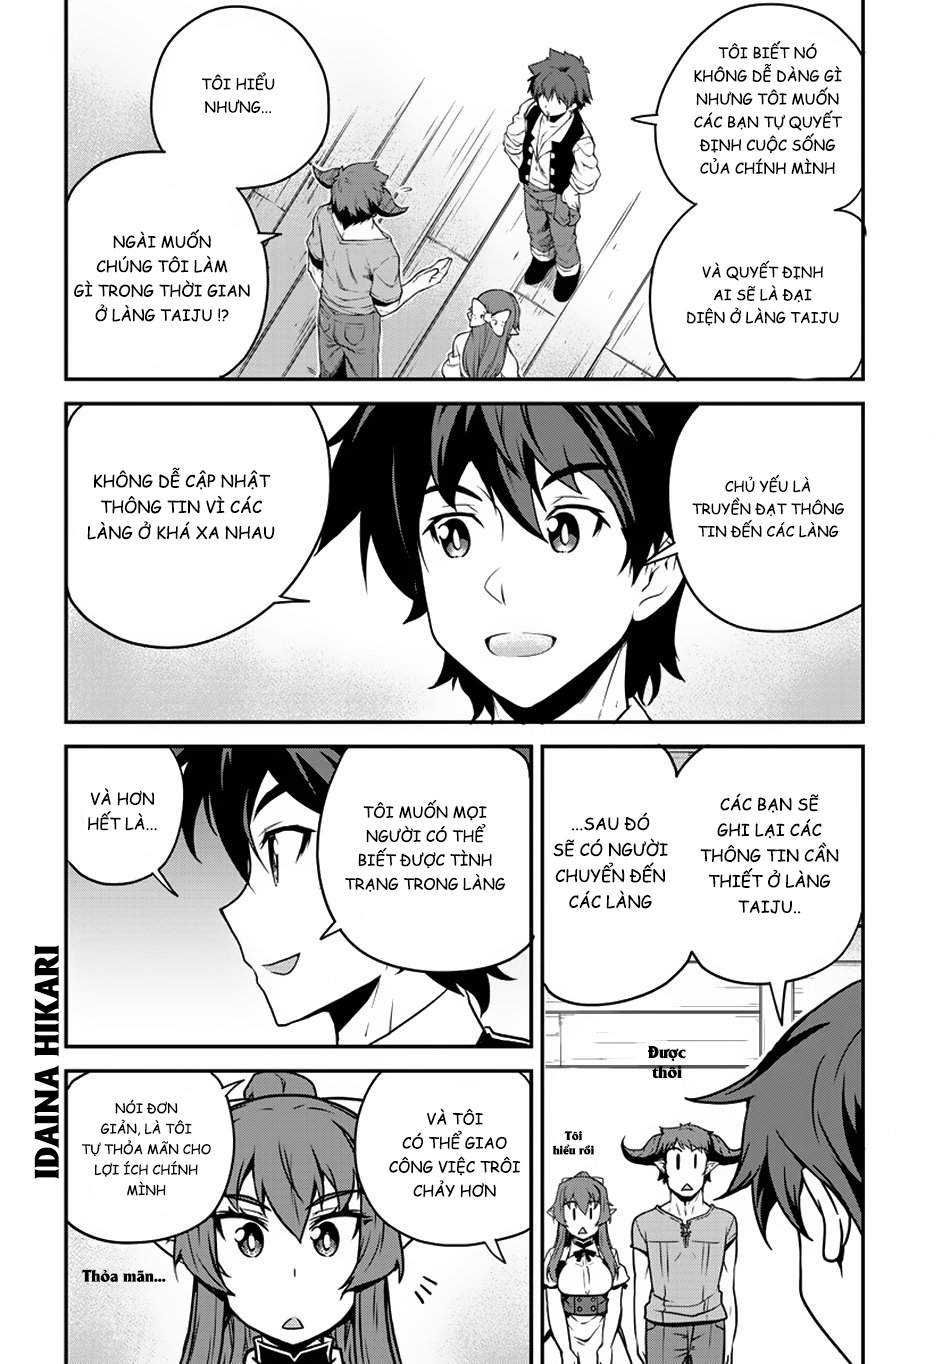 TÔI BIẾT NÓ
KHÔNG DỄ DÀNG GÌ
NHƯNG TÔI MUỐN
CÁC BẠN TỰ QUYẾT
ĐỊNH CUỘC SỐNG
CỦA CHÍNH MÌNH
VÀ QUYẾT ĐỊNH
AI SẼ LÀ ĐẠI
DIỆN Ở LÀNG TAIJU
TÔI HIỂU
NHƯNG...
NGÀI MUỐN
CHÚNG TÔI LÀM
GÌ TRONG THỜI GIAN
Ở LÀNG TAIJU !?
CHỦ YẾU LÀ
TRUYỀN ĐẠT THÔNG
TIN ĐẾN CÁC LÀNG
KHÔNG DỄ CẬP NHẬT
THÔNG TIN VÌ CÁC
LÀNG Ở KHÁ XA NHAU
CÁC BẠN SẼ
GHI LẠI CÁC
THÔNG TIN CẦN
THIẾT Ở LÀNG
TAIJU..
...SAU ĐÓ
SẼ CÓ NGƯỜI
CHUYỂN ĐẾN
CÁC LÀNG
Được
thôi
Tôi
hiểu rồi
TÔI MUỐN MỌI
NGƯỜI CÓ THỂ
BIẾT ĐƯỢC TÌNH
TRẠNG TRONG LÀNG
VÀ HƠN
HẾT LÀ...
VÀ TÔI
CÓ THỂ GIAO
CÔNG VIỆC TRÔI
CHẢY HƠN
NÓI ĐƠN
GIẢN, LÀ TÔI
TỰ THỎA MÃN CHO
LỢI ÍCH CHÍNH
MÌNH
Thỏa mãn...
IDAINA HIKARI